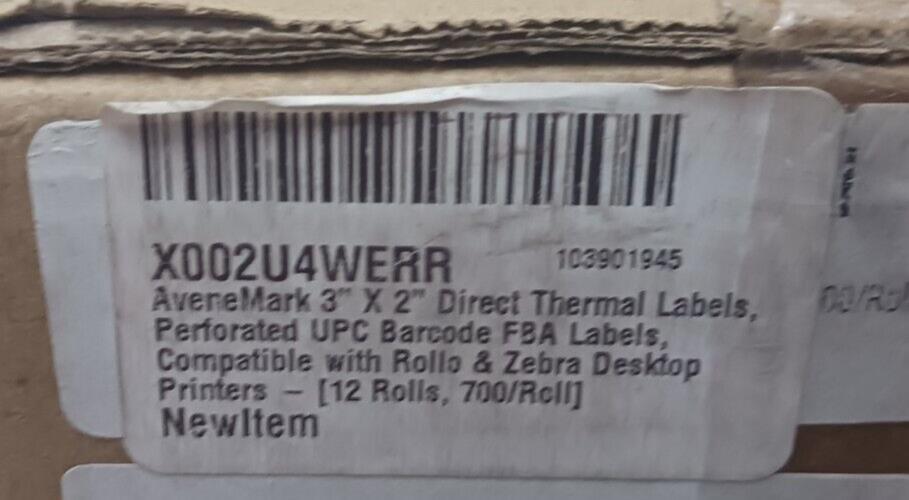 X002U4WERR 103901945
AveneMark 3" X 2" Direct Thermal Labels,
Perforated UPC Barcode FBA Labels,
Compatible with Rollo & Zebra Desktop
Printers – [12 Rolls, 700/Roll]
NewItem